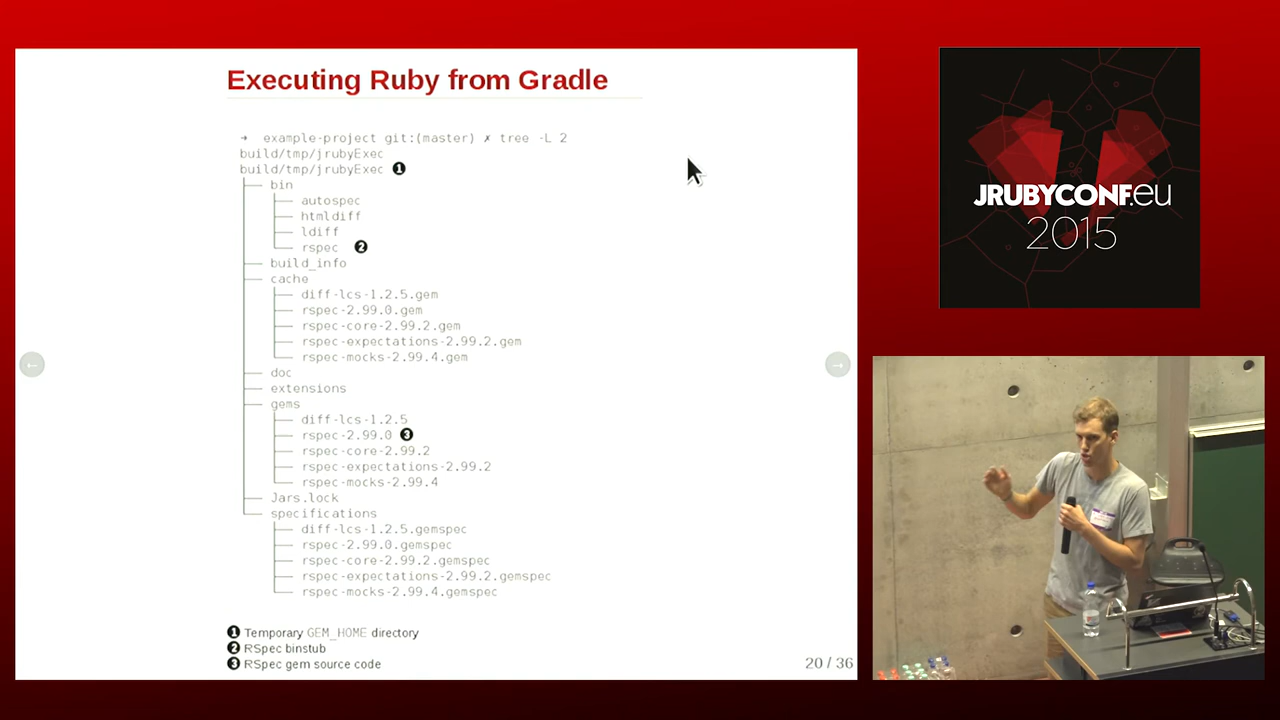 Executing Ruby from Gradle
➜ example-project git:(master) ✗ tree -L 2
build/tmp/jrubyExec
build/tmp/jrubyExec ❶
├── bin
│   ├── autospec
│   ├── htmldiff
│   ├── ldiff
│   └── rspec ❷
├── build_info
├── cache
│   ├── diff-lcs-1.2.5.gem
│   ├── rspec-2.99.0.gem
│   ├── rspec-core-2.99.2.gem
│   ├── rspec-expectations-2.99.2.gem
│   └── rspec-mocks-2.99.4.gem
├── doc
├── extensions
├── gems
│   ├── diff-lcs-1.2.5
│   ├── rspec-2.99.0 ❸
│   ├── rspec-core-2.99.2
│   ├── rspec-expectations-2.99.2
│   └── rspec-mocks-2.99.4
├── Jars.lock
└── specifications
    ├── diff-lcs-1.2.5.gemspec
    ├── rspec-2.99.0.gemspec
    ├── rspec-core-2.99.2.gemspec
    ├── rspec-expectations-2.99.2.gemspec
    └── rspec-mocks-2.99.4.gemspec
❶ Temporary GEM_HOME directory
❷ RSpec binstub
❸ RSpec gem source code
20 / 36
JRUBYCONF.eu
2015